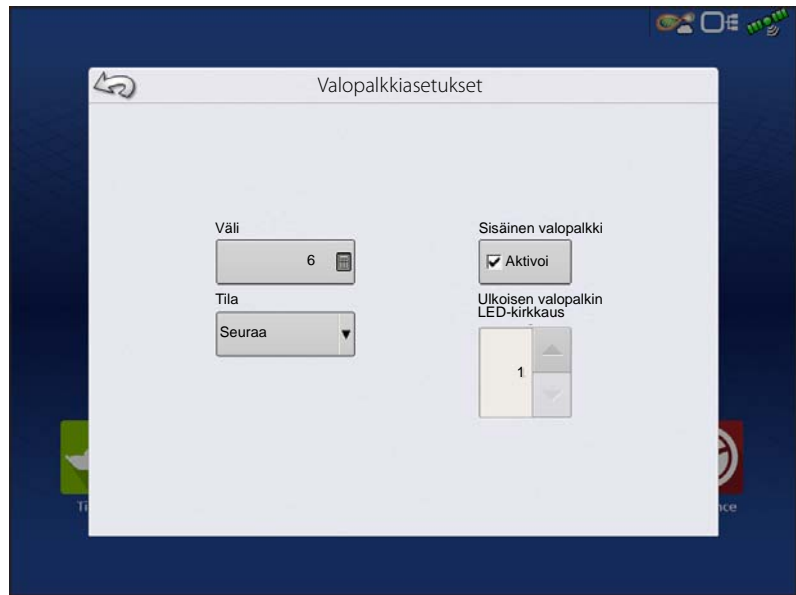 Valopalkkiasetukset
Väli
6
Tila
Seuraa
Sisäinen valopalkki
Aktivoi
Ulkoisen valopalkin
LED-kirkkaus
1